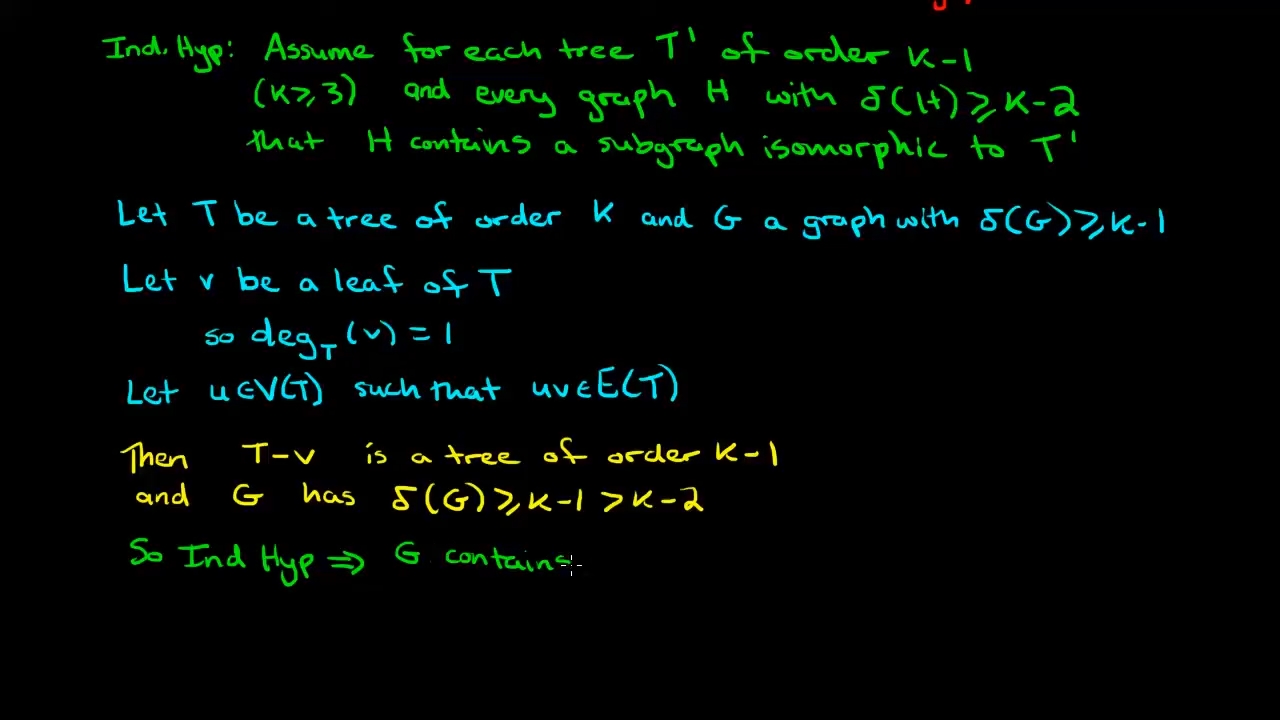 Ind. Hyp: Assume for each tree T' of order K-1
(K≥3) and every graph H with δ(H)≥K-2
that H contains a subgraph isomorphic to T'
Let T be a tree of order K and G a graph with δ(G)≥K-1
Let v be a leaf of T
so deg_T(v)=1
Let u∈V(T) such that uv∈E(T)
Then T-v is a tree of order K-1
and G has δ(G)≥K-1>K-2
So Ind Hyp ⇒ G contains